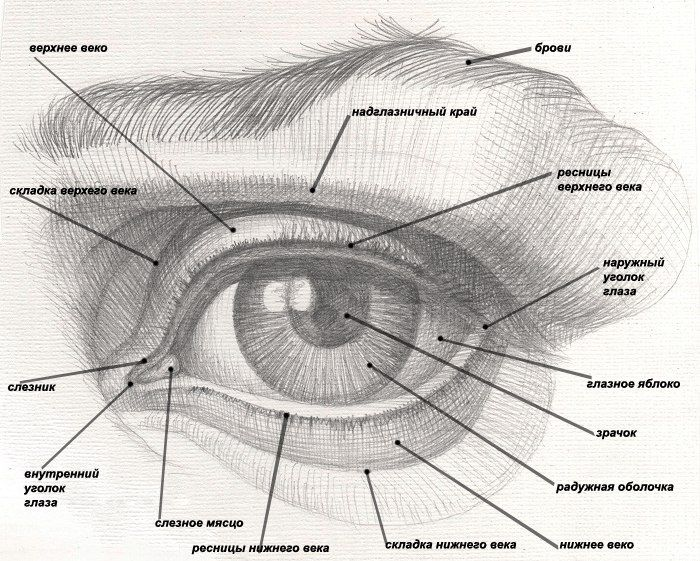 верхнее веко
брови
надглазничный край
ресницы
верхнего века
складка верхего века
наружный
уголок
глаза
слезник
глазное яблоко
зрачок
внутренний
уголок
глаза
радужная оболочка
слезное мясцо
ресницы нижнего века
складка нижнего века
нижнее веко